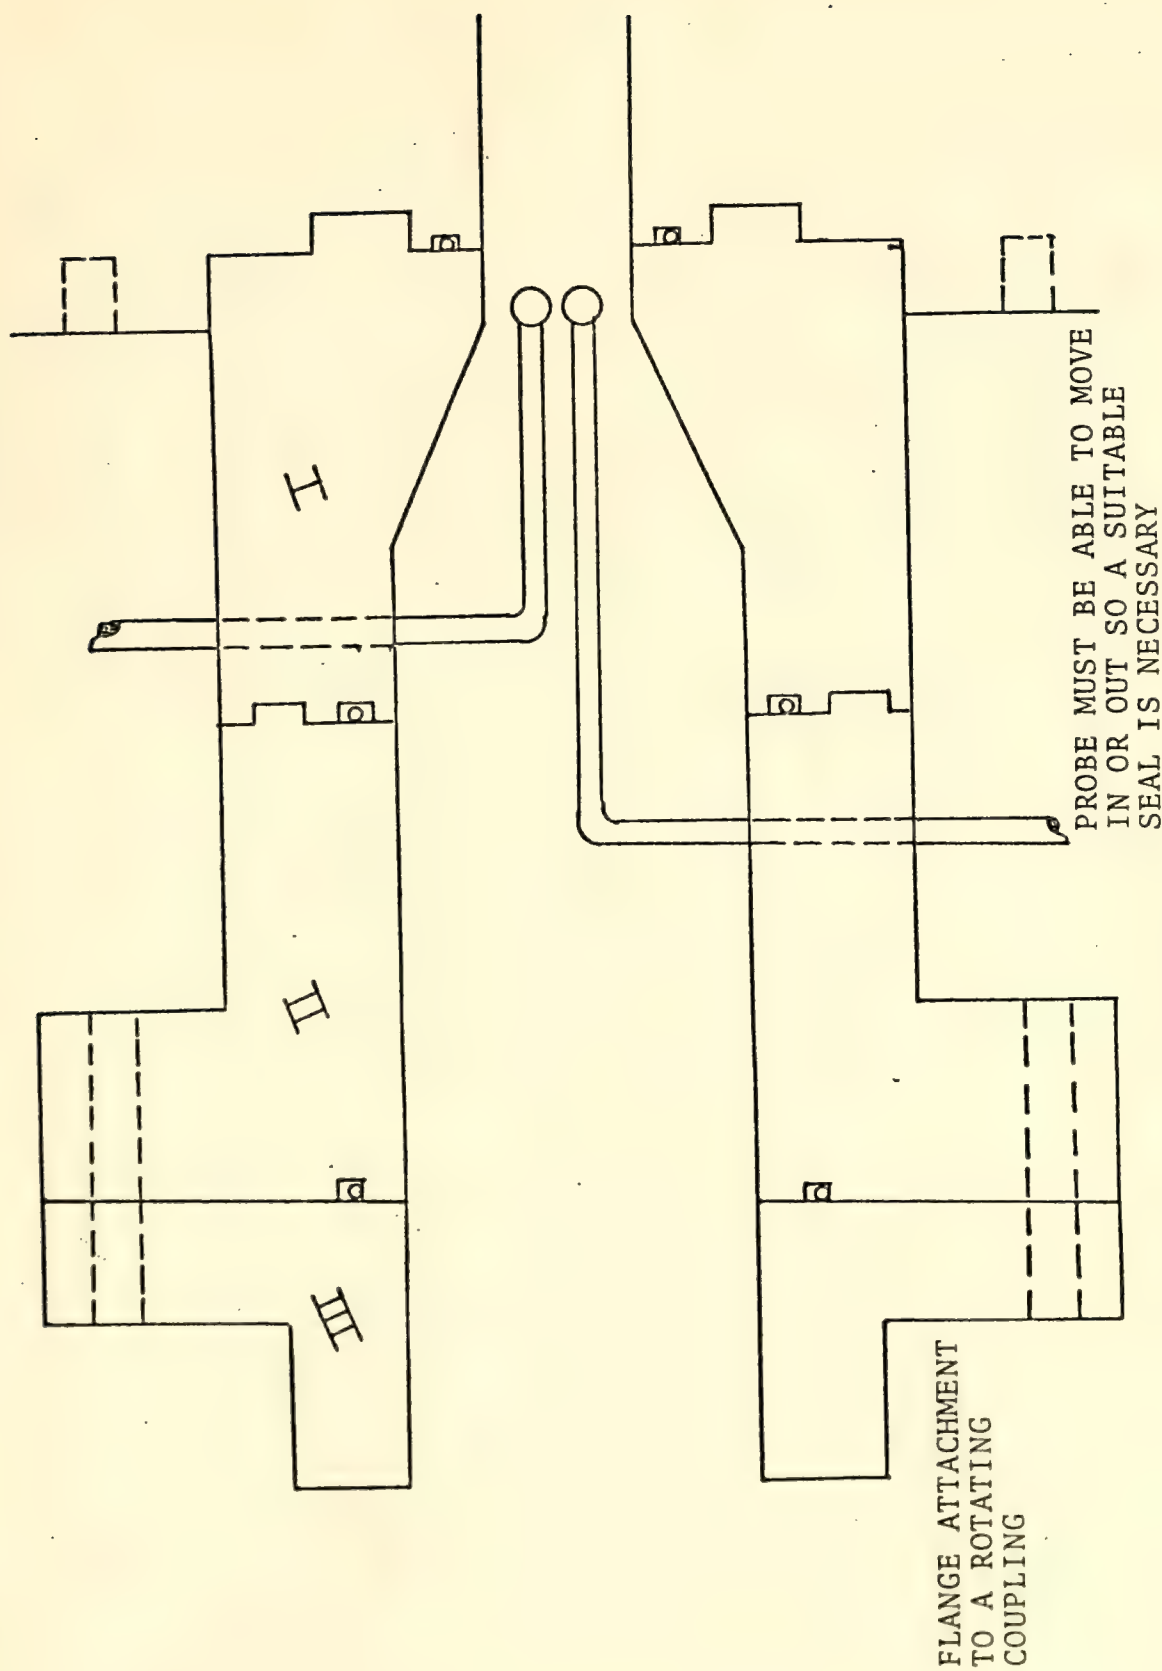 I
II
III
PROBE MUST BE ABLE TO MOVE
IN OR OUT SO A SUITABLE
SEAL IS NECESSARY
FLANGE ATTACHMENT
TO A ROTATING
COUPLING